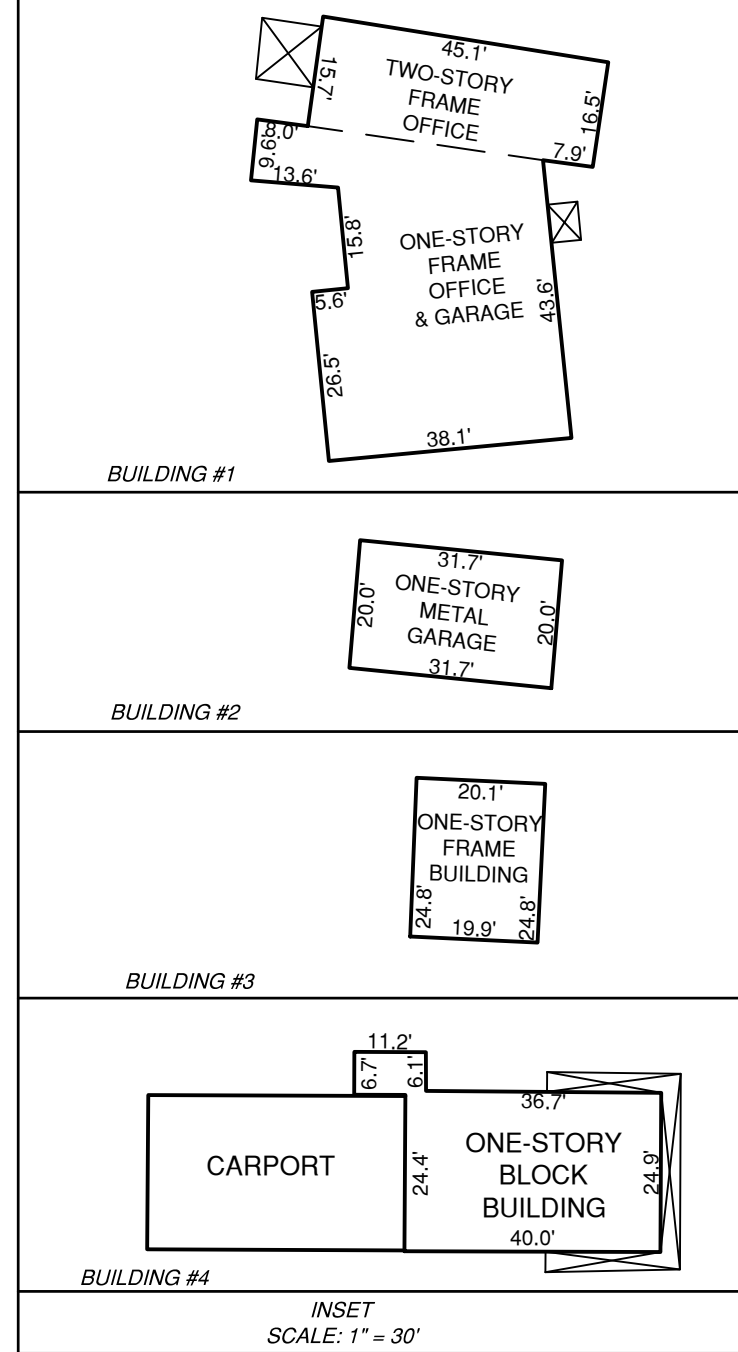 45.1'
15.7'
TWO-STORY
FRAME
OFFICE
16.5'
8.0'
7.9'
9.6'
13.6'
15.8'
ONE-STORY
FRAME
OFFICE
& GARAGE
43.6'
5.6'
26.5'
38.1'
BUILDING #1
31.7'
20.0'
ONE-STORY
METAL
GARAGE
20.0'
31.7'
BUILDING #2
20.1'
ONE-STORY
FRAME
BUILDING
24.8'
19.9'
24.8'
BUILDING #3
11.2'
6.7'
6.1'
36.7'
CARPORT
24.4'
ONE-STORY
BLOCK
BUILDING
24.9'
40.0'
BUILDING #4
INSET
SCALE: 1" = 30'